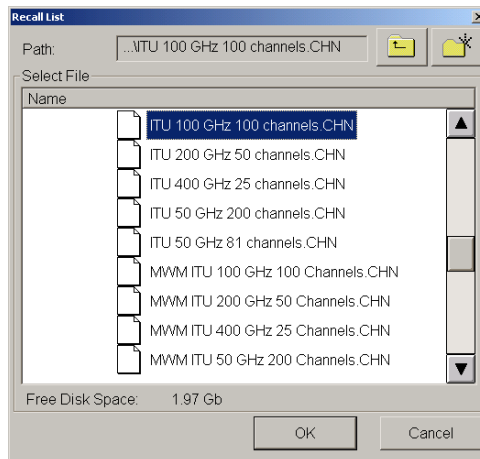 Recall List
Path: ...\ITU 100 GHz 100 channels.CHN
Select File
Name
ITU 100 GHz 100 channels.CHN
ITU 200 GHz 50 channels.CHN
ITU 400 GHz 25 channels.CHN
ITU 50 GHz 200 channels.CHN
ITU 50 GHz 81 channels.CHN
MWM ITU 100 GHz 100 Channels.CHN
MWM ITU 200 GHz 50 Channels.CHN
MWM ITU 400 GHz 25 Channels.CHN
MWM ITU 50 GHz 200 Channels.CHN
Free Disk Space: 1.97 Gb
OK Cancel